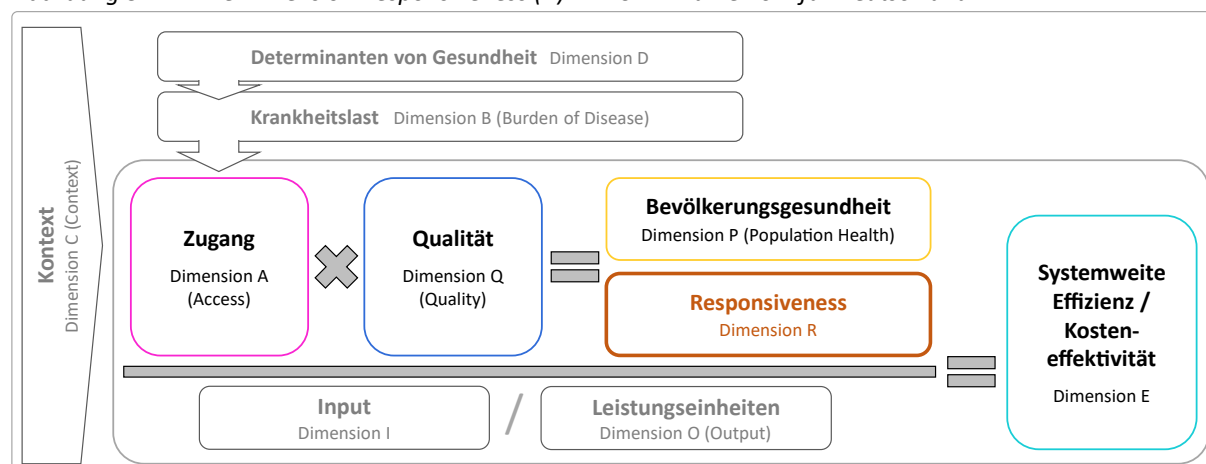 Determinanten von Gesundheit Dimension D
Krankheitslast Dimension B (Burden of Disease)
Kontext
Dimension C (Context)
Zugang
Dimension A
(Access)
Qualität
Dimension Q
(Quality)
Bevölkerungsgesundheit
Dimension P (Population Health)
Responsiveness
Dimension R
Systemweite
Effizienz /
Kosten-
effektivität
Dimension E
Input
Dimension I
/
Leistungseinheiten
Dimension O (Output)